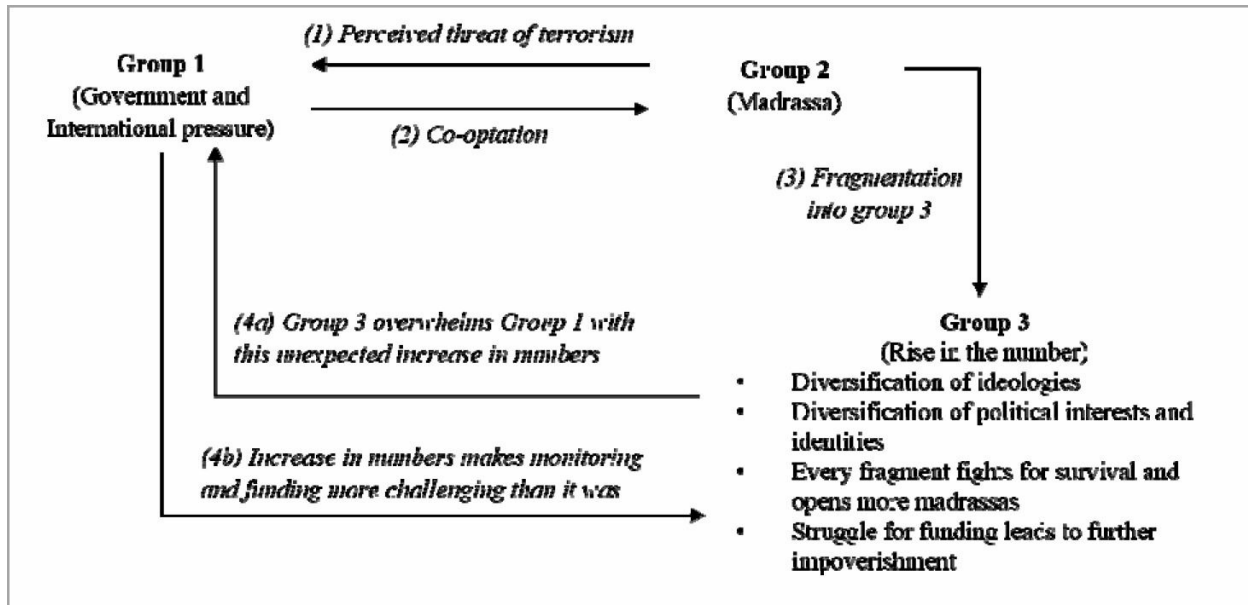 (1) Perceived threat of terrorism
Group 1
(Government and
International pressure)
Group 2
(Madrassa)
(2) Co-optation
(3) Fragmentation
into group 3
(4a) Group 3 overwhelms Group 1 with
this unexpected increase in numbers
Group 3
(Rise in the number)
• Diversification of ideologies
• Diversification of political interests and
identities
• Every fragment fights for survival and
opens more madrassas
• Struggle for funding leads to further
impoverishment
(4b) Increase in numbers makes monitoring
and funding more challenging than it was